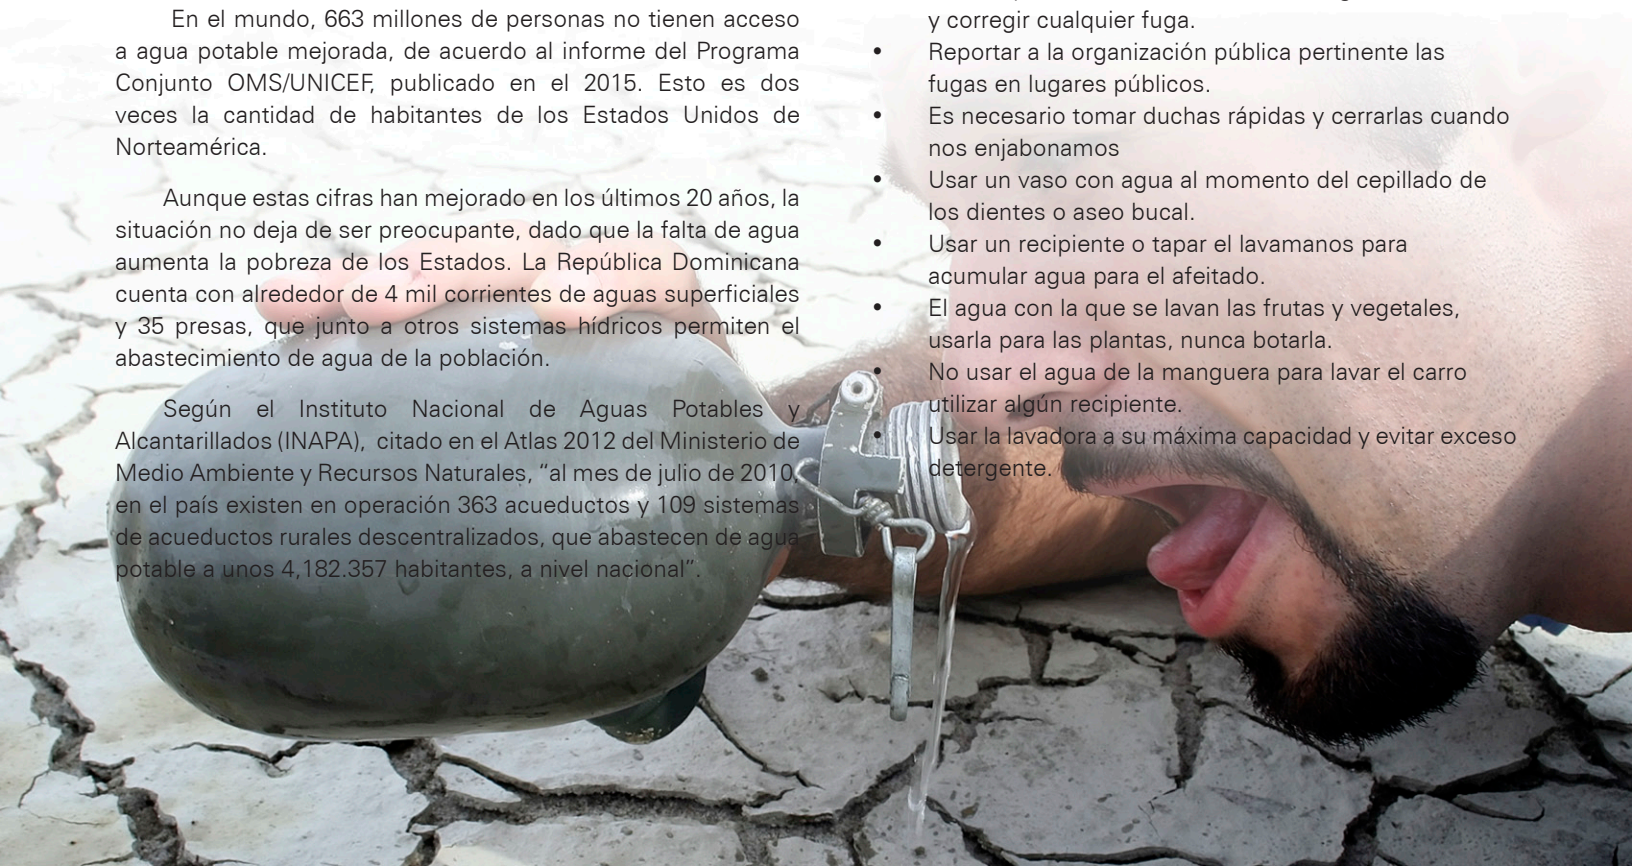 En el mundo, 663 millones de personas no tienen acceso
a agua potable mejorada, de acuerdo al informe del Programa
Conjunto OMS/UNICEF, publicado en el 2015. Esto es dos
veces la cantidad de habitantes de los Estados Unidos de
Norteamérica.
Aunque estas cifras han mejorado en los últimos 20 años, la
situación no deja de ser preocupante, dado que la falta de agua
aumenta la pobreza de los Estados. La República Dominicana
cuenta con alrededor de 4 mil corrientes de aguas superficiales
y 35 presas, que junto a otros sistemas hídricos permiten el
abastecimiento de agua de la población.
Según el Instituto Nacional de Aguas Potables y
Alcantarillados (INAPA), citado en el Atlas 2012 del Ministerio de
Medio Ambiente y Recursos Naturales, “al mes de julio de 2010,
en el país existen en operación 363 acueductos y 109 sistemas
de acueductos rurales descentralizados, que abastecen de agua
potable a unos 4,182.357 habitantes, a nivel nacional”.
y corregir cualquier fuga.
• Reportar a la organización pública pertinente las
fugas en lugares públicos.
• Es necesario tomar duchas rápidas y cerrarlas cuando
nos enjabonamos
• Usar un vaso con agua al momento del cepillado de
los dientes o aseo bucal.
• Usar un recipiente o tapar el lavamanos para
acumular agua para el afeitado.
• El agua con la que se lavan las frutas y vegetales,
usarla para las plantas, nunca botarla.
• No usar el agua de la manguera para lavar el carro
utilizar algún recipiente.
• Usar la lavadora a su máxima capacidad y evitar exceso
detergente.